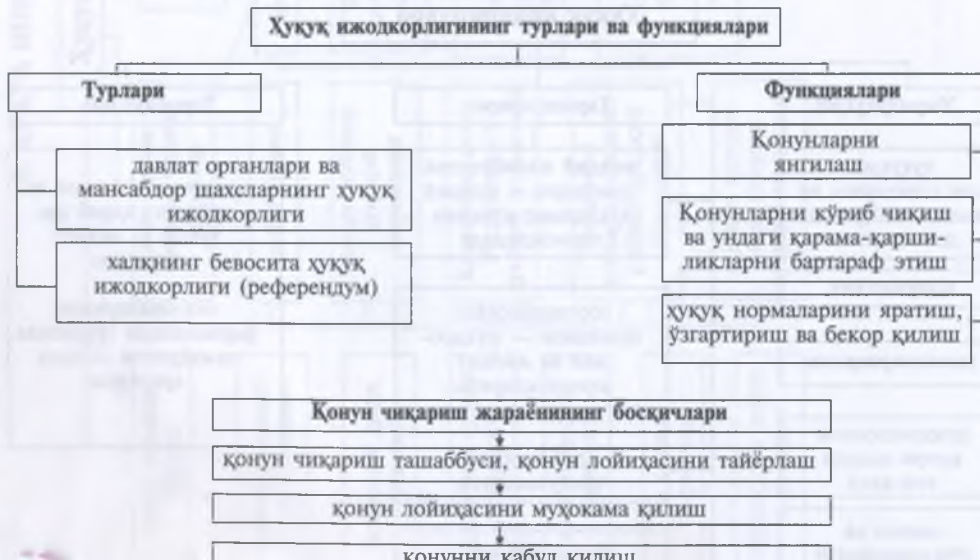 Ҳуқуқ ижодкорлигининг турлари ва функциялари
Турлари
давлат органлари ва
мансабдор шахсларнинг ҳуқуқ
ижодкорлиги
халқнинг бевосита ҳуқуқ
ижодкорлиги (референдум)
Функциялари
Қонунларни
янгилаш
Қонунларни кўриб чиқиш
ва ундаги қарама-қарши-
ликларни бартараф этиш
ҳуқуқ нормаларини яратиш,
ўзгартириш ва бекор қилиш
Қонун чиқариш жараёнининг босқичлари
қонун чиқариш ташаббуси, қонун лойиҳасини тайёрлаш
қонун лойиҳасини муҳокама қилиш
қонунни қабул қилиш